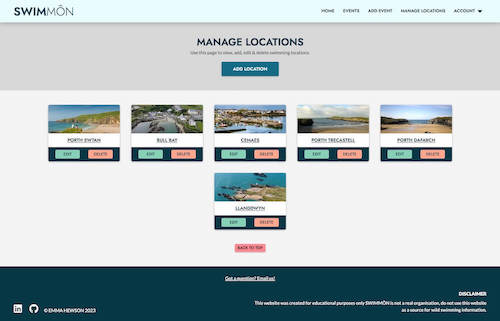 SWIMMÔN
HOME EVENTS ADD EVENT MANAGE LOCATIONS ACCOUNT
MANAGE LOCATIONS
Use this page to view, add, edit & delete swimming locations.
ADD LOCATION
PORTH EWTAN BULL BAY CEMAES PORTH TRECASTELL PORTH DAFARCH
EDIT DELETE EDIT DELETE EDIT DELETE EDIT DELETE EDIT DELETE
LLANDDWYN
EDIT DELETE
BACK TO TOP
Got a question? Email us!
DISCLAIMER
This website was created for educational purposes only SWIMMÔN is not a real organisation, do not use this website
as a source for wild swimming information.
© EMMA HEWSON 2023